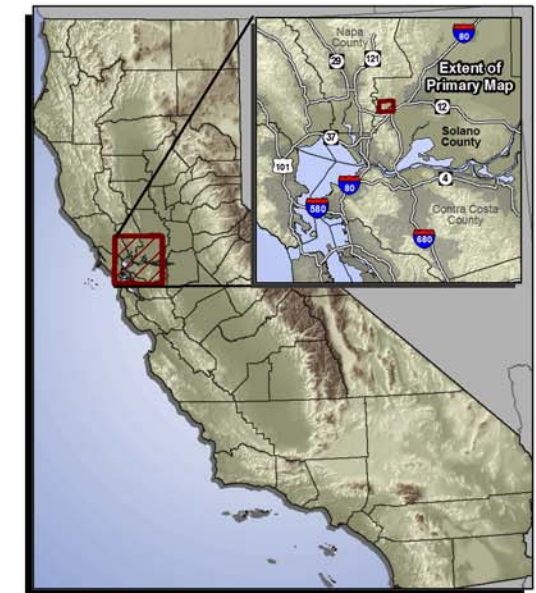 80
Napa
County
29
121
Extent of
Primary Map
12
37
Solano
County
101
80
4
580
Contra Costa
County
680